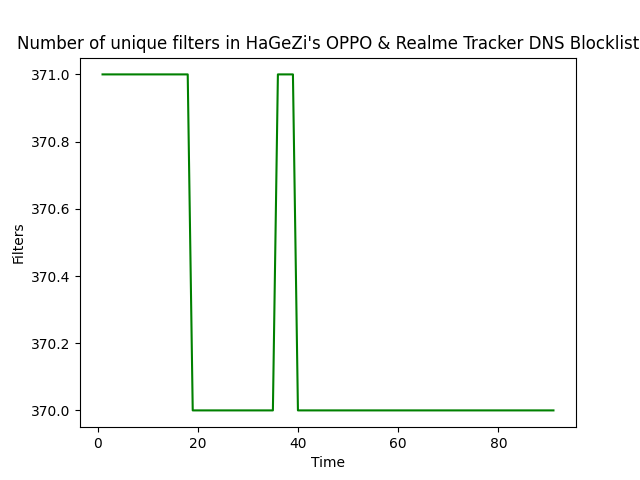 Number of unique filters in HaGeZi's OPPO & Realme Tracker DNS Blocklist
371.0
370.8
370.6
370.4
370.2
370.0
Filters
0 20 40 60 80
Time